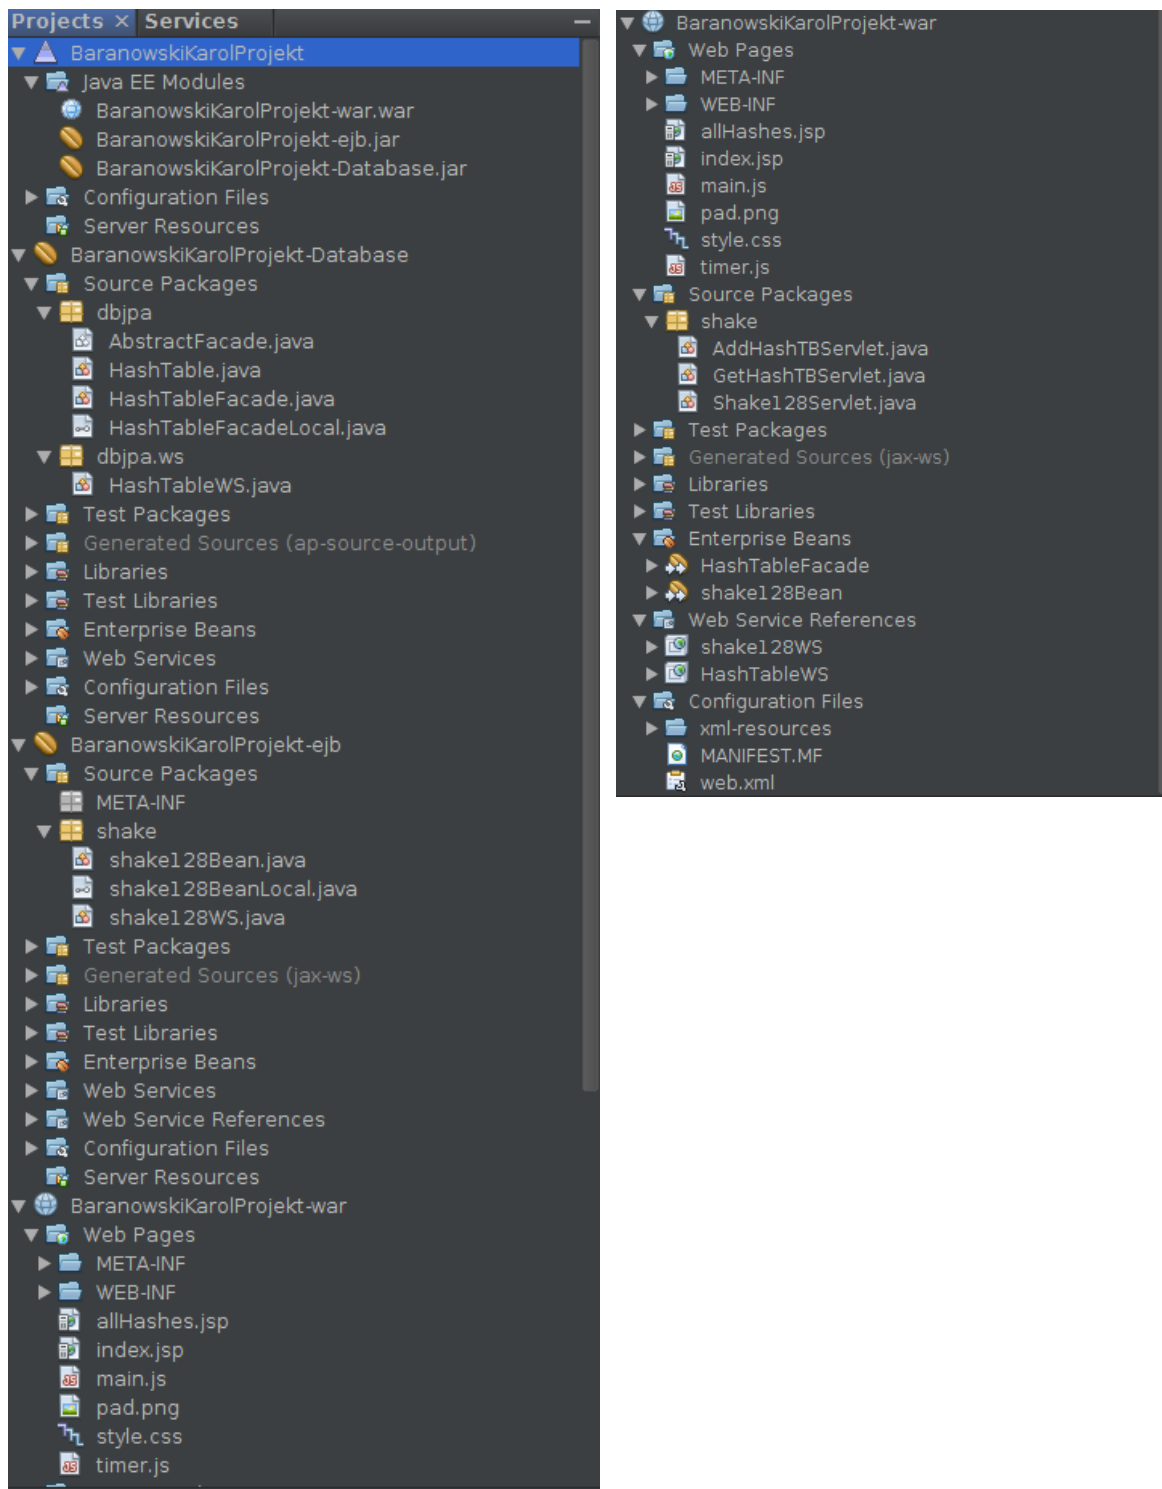 Projects × Services
BaranowskiKarolProjekt
Java EE Modules
BaranowskiKarolProjekt-war.war
BaranowskiKarolProjekt-ejb.jar
BaranowskiKarolProjekt-Database.jar
Configuration Files
Server Resources
BaranowskiKarolProjekt-Database
Source Packages
dbjpa
AbstractFacade.java
HashTable.java
HashTableFacade.java
HashTableFacadeLocal.java
dbjpa.ws
HashTableWS.java
Test Packages
Generated Sources (ap-source-output)
Libraries
Test Libraries
Enterprise Beans
Web Services
Configuration Files
Server Resources
BaranowskiKarolProjekt-ejb
Source Packages
META-INF
shake
shake128Bean.java
shake128BeanLocal.java
shake128WS.java
Test Packages
Generated Sources (jax-ws)
Libraries
Test Libraries
Enterprise Beans
Web Services
Web Service References
Configuration Files
Server Resources
BaranowskiKarolProjekt-war
Web Pages
META-INF
WEB-INF
allHashes.jsp
index.jsp
main.js
pad.png
style.css
timer.js
BaranowskiKarolProjekt-war
Web Pages
META-INF
WEB-INF
allHashes.jsp
index.jsp
main.js
pad.png
style.css
timer.js
Source Packages
shake
AddHashTBServlet.java
GetHashTBServlet.java
Shake128Servlet.java
Test Packages
Generated Sources (jax-ws)
Libraries
Test Libraries
Enterprise Beans
HashTableFacade
shake128Bean
Web Service References
shake128WS
HashTableWS
Configuration Files
xml-resources
MANIFEST.MF
web.xml